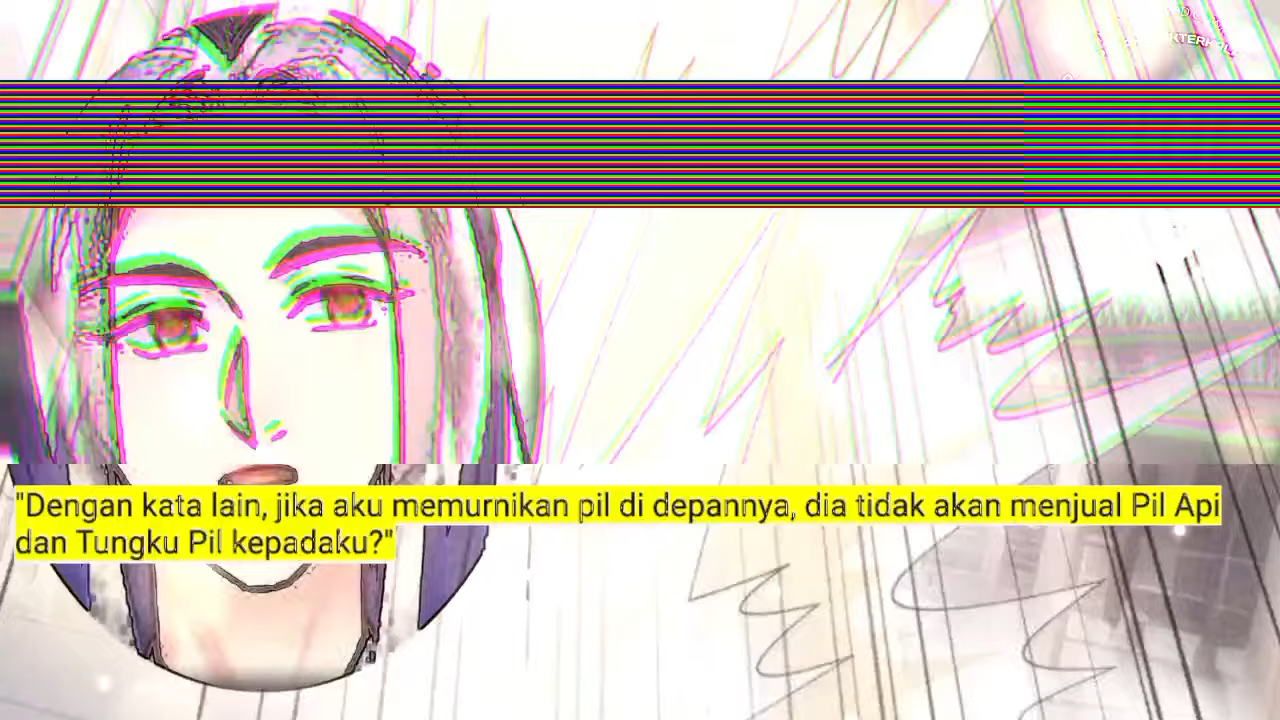 "Dengan kata lain, jika aku memurnikan pil di depannya, dia tidak akan menjual Pil Api
dan Tungku Pil kepadaku?"